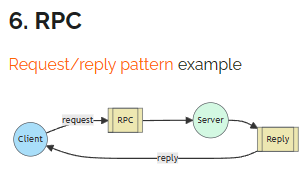 6. RPC
Request/reply pattern example
Client
request
RPC
Server
Reply
reply